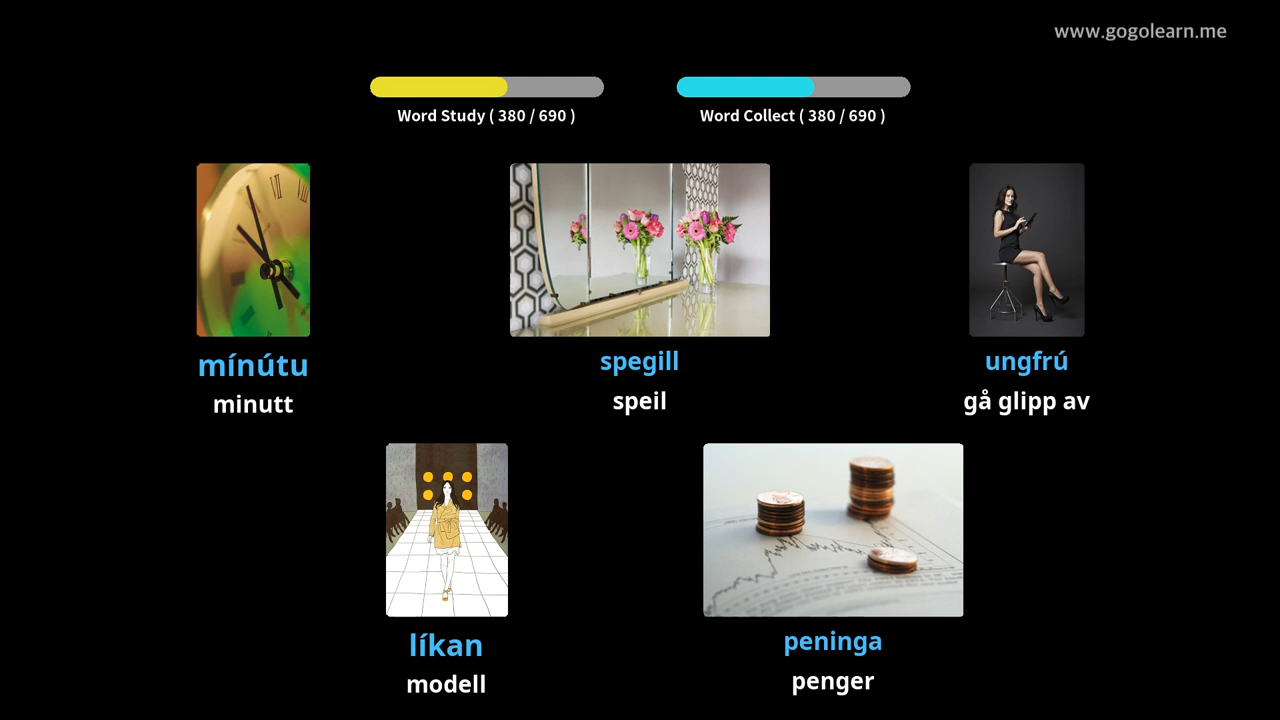 www.gogolearn.me
Word Study ( 380 / 690 )
Word Collect ( 380 / 690 )
mínútu
minutt
spegill
speil
ungfrú
gå glipp av
líkan
modell
peninga
penger